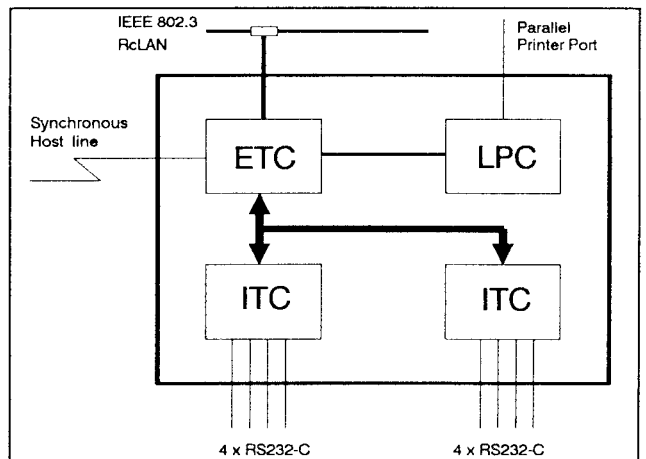 IEEE 802.3
RcLAN
Parallel
Printer Port
Synchronous
Host line
ETC
LPC
ITC
ITC
4 x RS232-C
4 x RS232-C